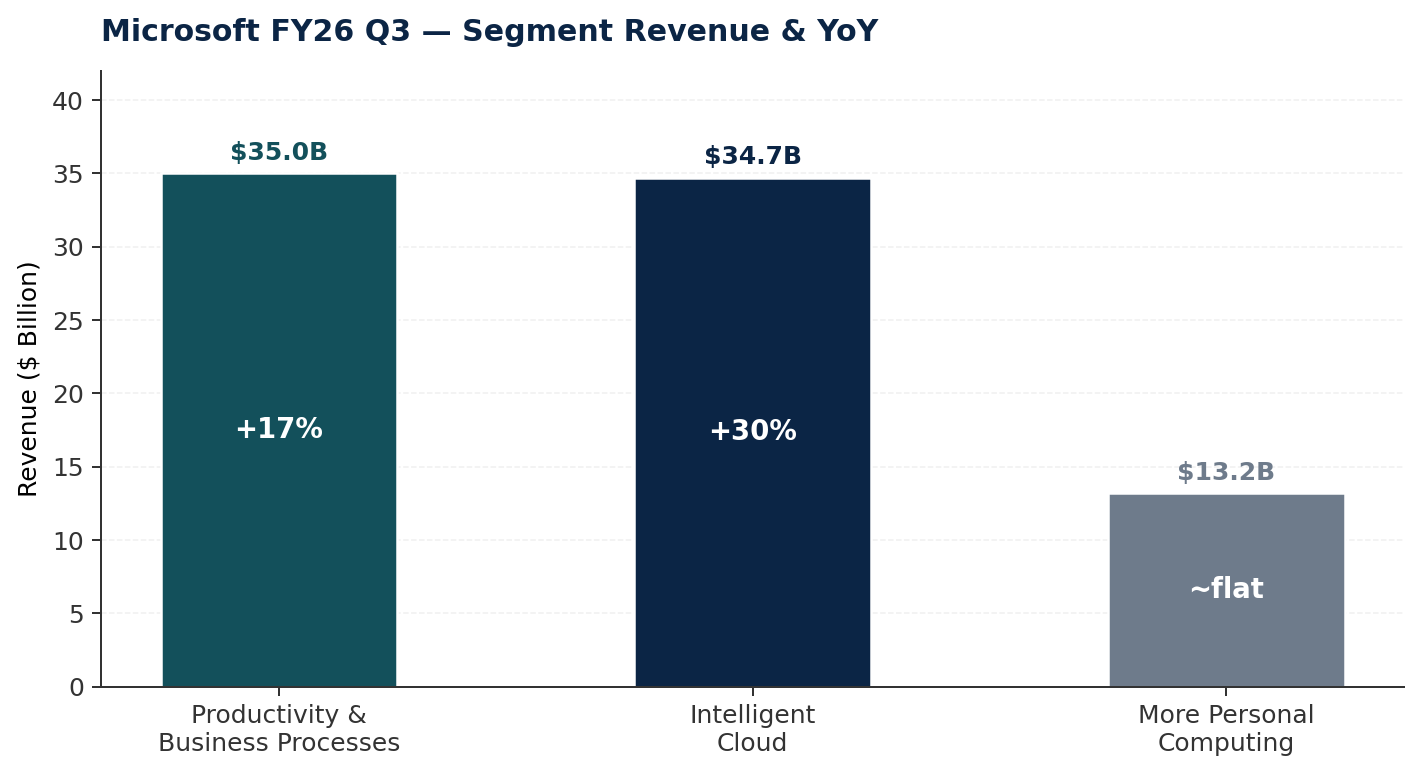 Microsoft FY26 Q3 — Segment Revenue & YoY
Revenue ($ Billion)
40
35
30
25
20
15
10
5
0
$35.0B
$34.7B
$13.2B
+17%
+30%
~flat
Productivity &
Business Processes
Intelligent
Cloud
More Personal
Computing